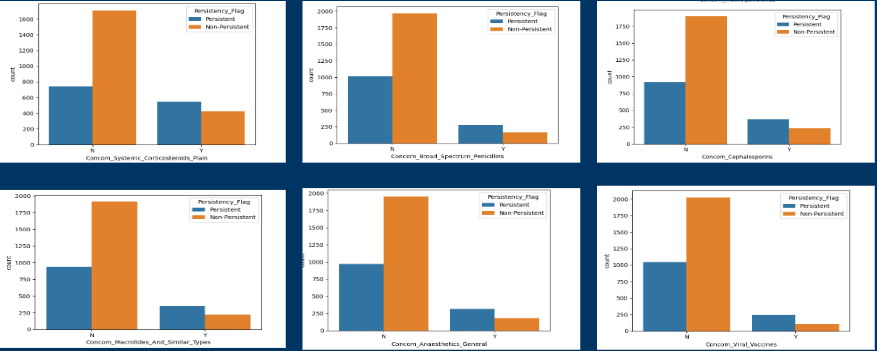 Persistency_Flag
Persistent
Non-Persistent
1600
1400
1200
1000
800
600
400
200
0
count
N Y
Concom_Systemic_Corticosteroids_Plain
Persistency_Flag
Persistent
Non-Persistent
2000
1750
1500
1250
1000
750
500
250
0
count
N Y
Concom_Broad_Spectrum_Penicillins
Persistency_Flag
Persistent
Non-Persistent
1750
1500
1250
1000
750
500
250
0
count
N Y
Concom_Cephalosporins
Persistency_Flag
Persistent
Non-Persistent
2000
1750
1500
1250
1000
750
500
250
0
count
N Y
Concom_Macrolides_And_Similar_Types
Persistency_Flag
Persistent
Non-Persistent
2000
1750
1500
1250
1000
750
500
250
0
count
N Y
Concom_Anaesthetics_General
Persistency_Flag
Persistent
Non-Persistent
2000
1750
1500
1250
1000
750
500
250
0
count
N Y
Concom_Viral_Vaccines